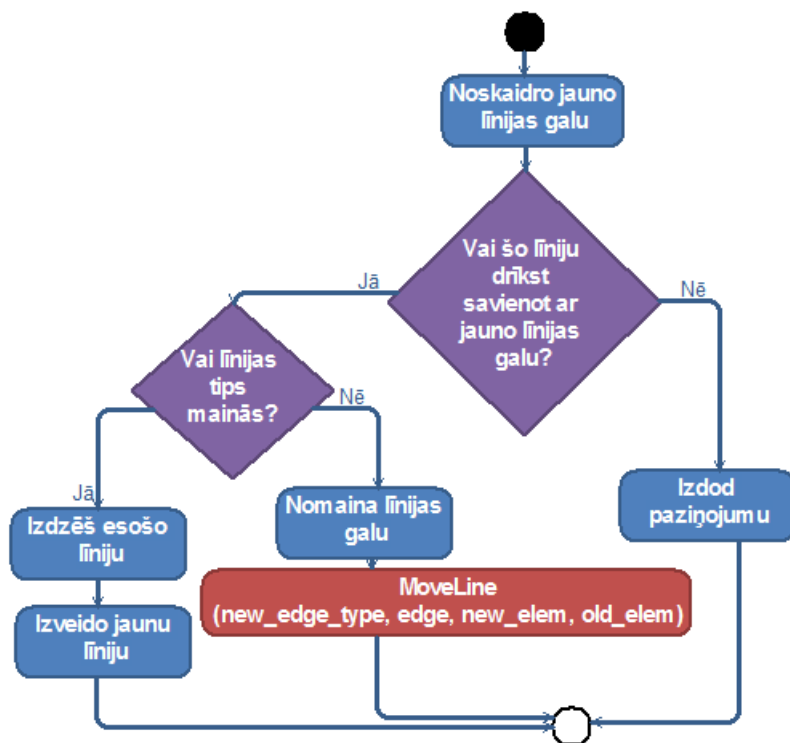 Noskaidro jauno
līnijas galu
Vai šo līniju
drīkst
savienot ar
jauno līnijas
galu?
Jā
Nē
Vai līnijas
tips
mainās?
Nē
Jā
Izdzēš esošo
līniju
Nomaina līnijas
galu
Izdod
paziņojumu
MoveLine
(new_edge_type, edge, new_elem, old_elem)
Izveido jaunu
līniju